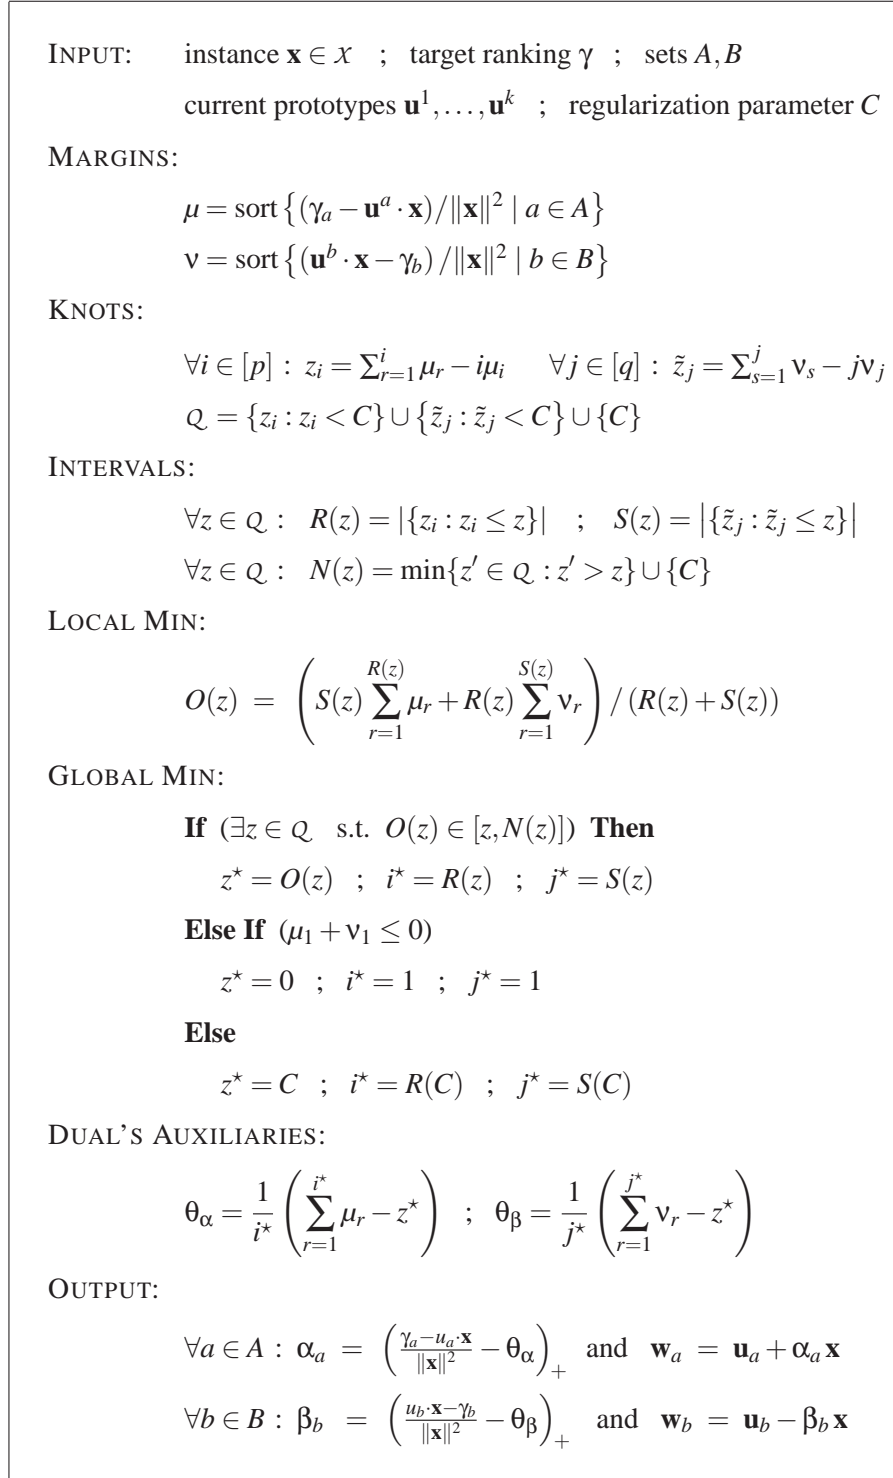 INPUT: instance x ∈ X ; target ranking γ ; sets A,B
current prototypes u¹,...,uᵏ ; regularization parameter C
MARGINS:
μ = sort {(γ_a − u^a · x)/‖x‖² | a ∈ A}
ν = sort {(u^b · x − γ_b)/‖x‖² | b ∈ B}
KNOTS:
∀i ∈ [p] : z_i = ∑_{r=1}^{i} μ_r − iμ_i ∀j ∈ [q] : z̃_j = ∑_{s=1}^{j} ν_s − jν_j
Q = {z_i : z_i < C} ∪ {z̃_j : z̃_j < C} ∪ {C}
INTERVALS:
∀z ∈ Q : R(z) = |{z_i : z_i ≤ z}| ; S(z) = |{z̃_j : z̃_j ≤ z}|
∀z ∈ Q : N(z) = min{z′ ∈ Q : z′ > z} ∪ {C}
LOCAL MIN:
O(z) = (S(z) ∑_{r=1}^{R(z)} μ_r + R(z) ∑_{r=1}^{S(z)} ν_r) / (R(z) + S(z))
GLOBAL MIN:
If (∃z ∈ Q s.t. O(z) ∈ [z,N(z)]) Then
z⋆ = O(z) ; i⋆ = R(z) ; j⋆ = S(z)
Else If (μ₁ + ν₁ ≤ 0)
z⋆ = 0 ; i⋆ = 1 ; j⋆ = 1
Else
z⋆ = C ; i⋆ = R(C) ; j⋆ = S(C)
DUAL'S AUXILIARIES:
θ_α = 1/i⋆ (∑_{r=1}^{i⋆} μ_r − z⋆) ; θ_β = 1/j⋆ (∑_{r=1}^{j⋆} ν_r − z⋆)
OUTPUT:
∀a ∈ A : α_a = ((γ_a − u_a·x)/‖x‖² − θ_α)₊ and w_a = u_a + α_a x
∀b ∈ B : β_b = ((u_b·x − γ_b)/‖x‖² − θ_β)₊ and w_b = u_b − β_b x